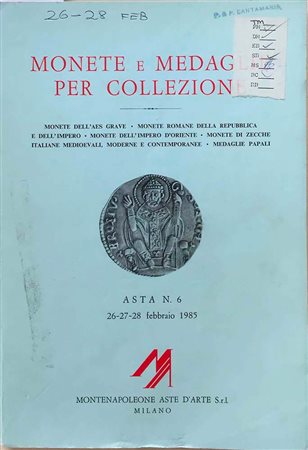 26-28 FEB
P. & P. SANTAMARIA
MONETE E MEDAGLIE
PER COLLEZIONE
MONETE DELL'AES GRAVE · MONETE ROMANE DELLA REPUBBLICA
E DELL'IMPERO · MONETE DELL'IMPERO D'ORIENTE · MONETE DI ZECCHE
ITALIANE MEDIOEVALI, MODERNE E CONTEMPORANEE · MEDAGLIE PAPALI
ASTA N. 6
26-27-28 febbraio 1985
MONTENAPOLEONE ASTE D'ARTE S.r.l.
MILANO